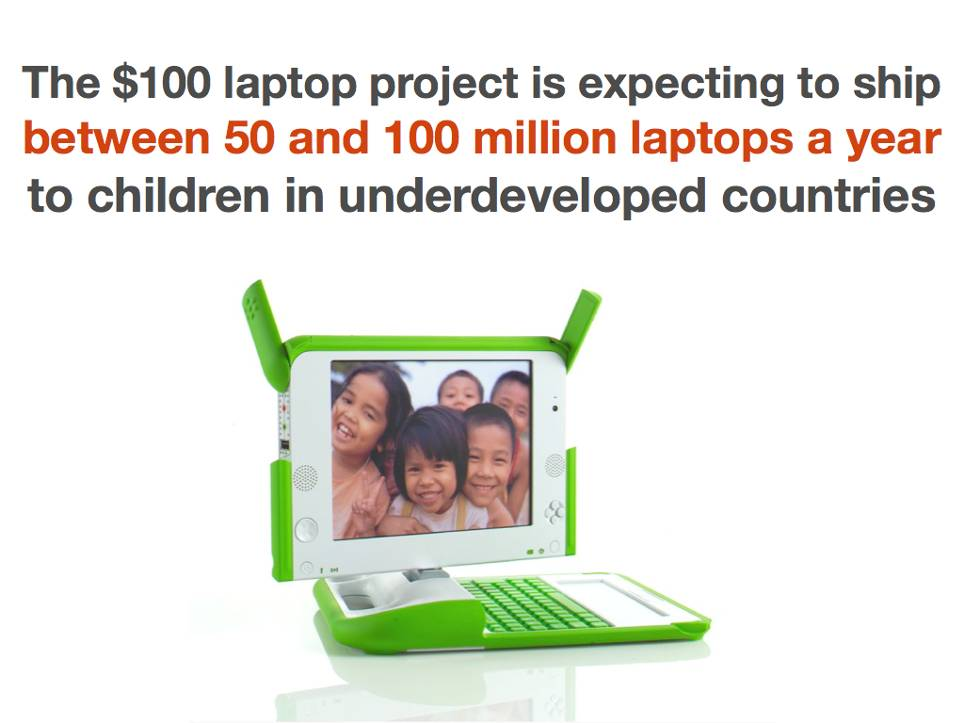 The $100 laptop project is expecting to ship
between 50 and 100 million laptops a year
to children in underdeveloped countries